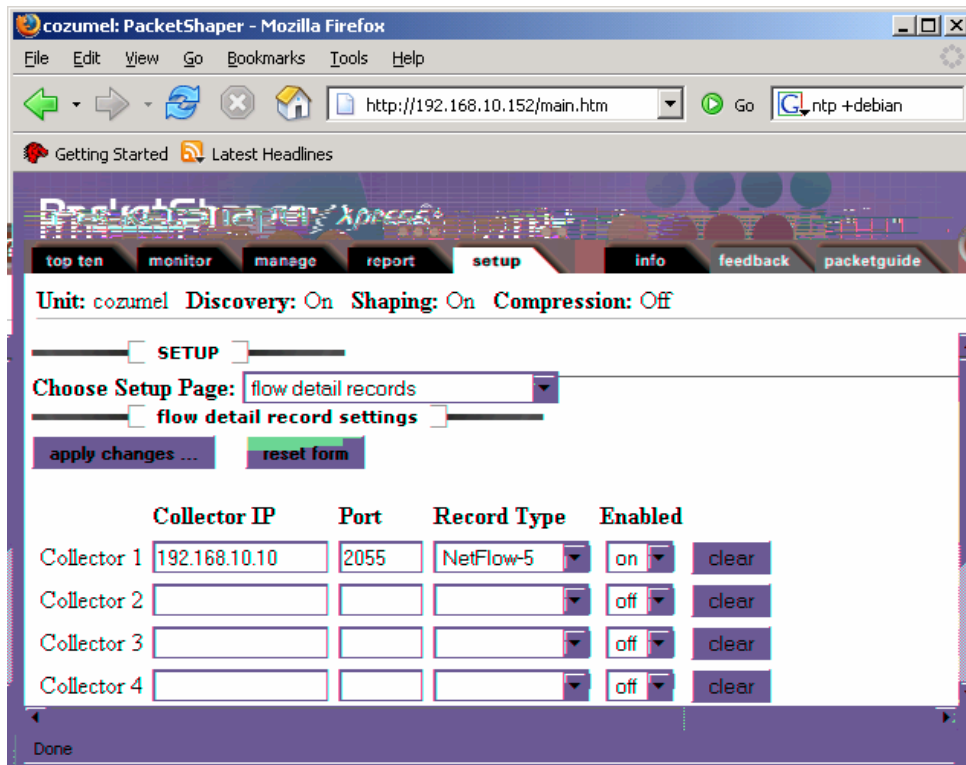 cozumel: PacketShaper - Mozilla Firefox
File Edit View Go Bookmarks Tools Help
http://192.168.10.152/main.htm Go ntp +debian
Getting Started Latest Headlines
PacketShaper Xpress
top ten monitor manage report setup info feedback packetguide
Unit: cozumel Discovery: On Shaping: On Compression: Off
SETUP
Choose Setup Page: flow detail records
flow detail record settings
apply changes ... reset form
Collector IP Port Record Type Enabled
Collector 1 192.168.10.10 2055 NetFlow-5 on clear
Collector 2 off clear
Collector 3 off clear
Collector 4 off clear
Done